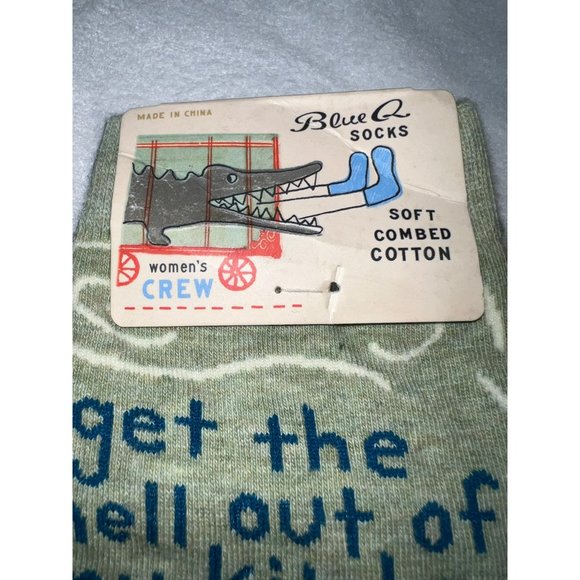 MADE IN CHINA
Blue Q
SOCKS
SOFT
COMBED
COTTON
women's
CREW
get the
hell out of